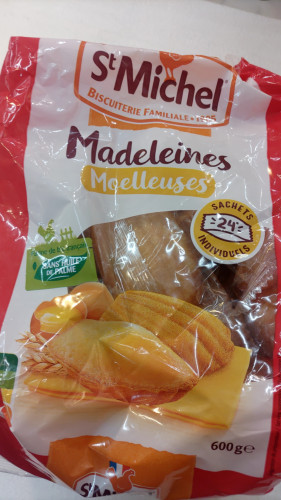 St Michel
BISCUITERIE FAMILIALE
Madeleines
Moelleuses
SACHETS
24
INDIVIDUELS
SANS HUILE
DE PALME
600g e